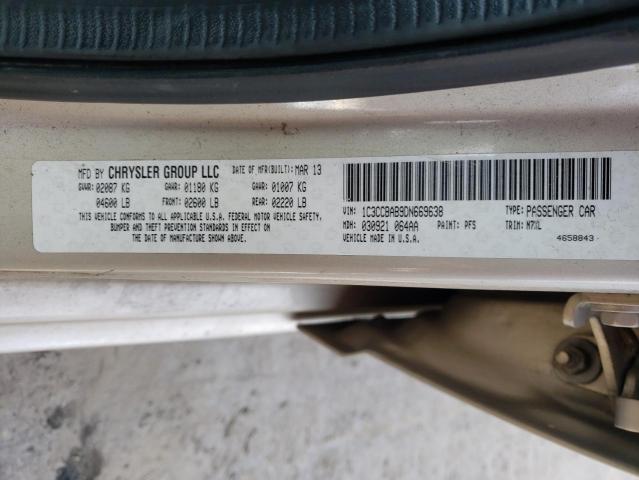 MFD BY CHRYSLER GROUP LLC DATE OF MFR(BUILT): MAR 13
GVWR: 02087 KG GAWR: 01180 KG GAWR: 01007 KG
04600 LB FRONT: 02600 LB REAR: 02220 LB
THIS VEHICLE CONFORMS TO ALL APPLICABLE U.S.A. FEDERAL MOTOR VEHICLE SAFETY,
BUMPER AND THEFT PREVENTION STANDARDS IN EFFECT ON
THE DATE OF MANUFACTURE SHOWN ABOVE.
VIN: 1C3CCBAB9DN669638 TYPE: PASSENGER CAR
MDH: 030921 064AA PAINT: PFS TRIM: N7XL
VEHICLE MADE IN: U.S.A. 4658843